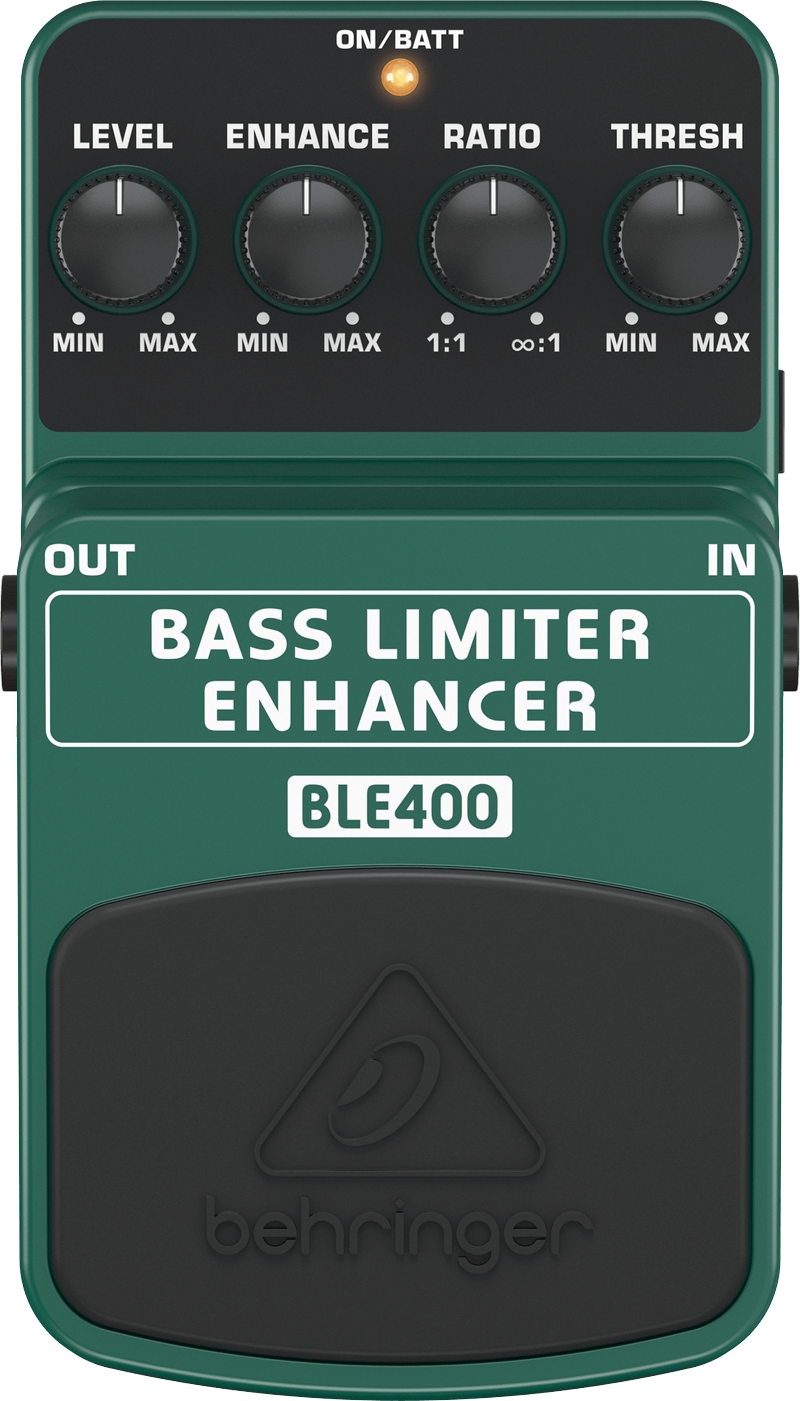 ON/BATT
LEVEL ENHANCE RATIO THRESH
MIN MAX MIN MAX 1:1 ∞:1 MIN MAX
OUT IN
BASS LIMITER
ENHANCER
BLE400
behringer